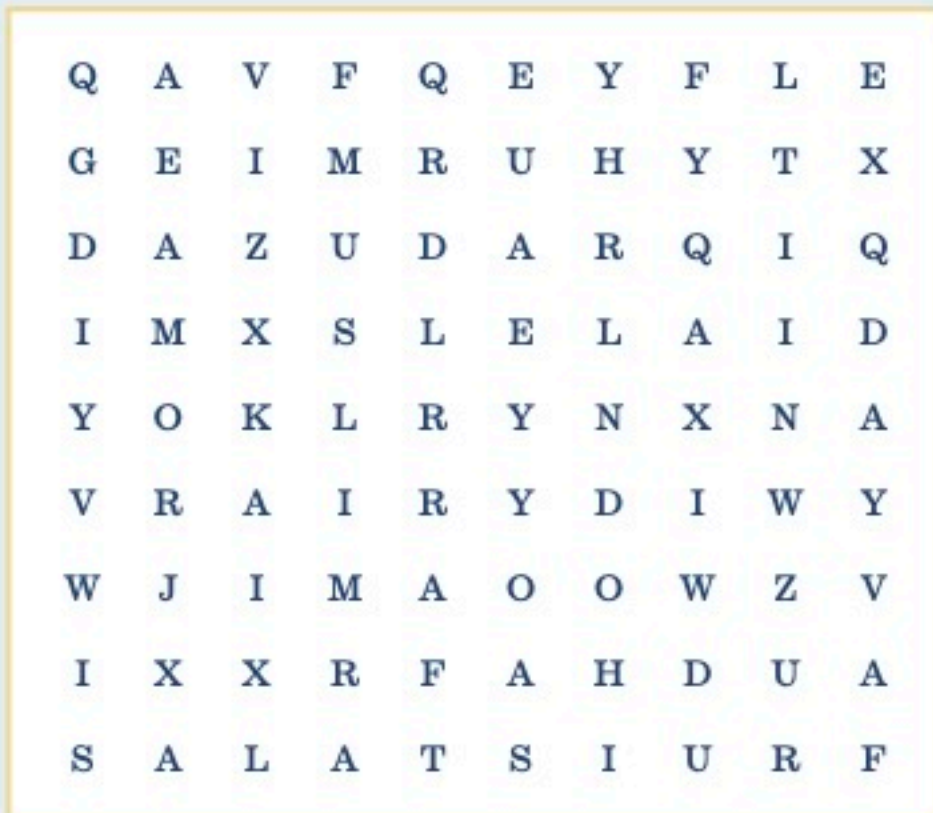 Q A V F Q E Y F L E
G E I M R U H Y T X
D A Z U D A R Q I Q
I M X S L E L A I D
Y O K L R Y N X N A
V R A I R Y D I W Y
W J I M A O O W Z V
I X X R F A H D U A
S A L A T S I U R F